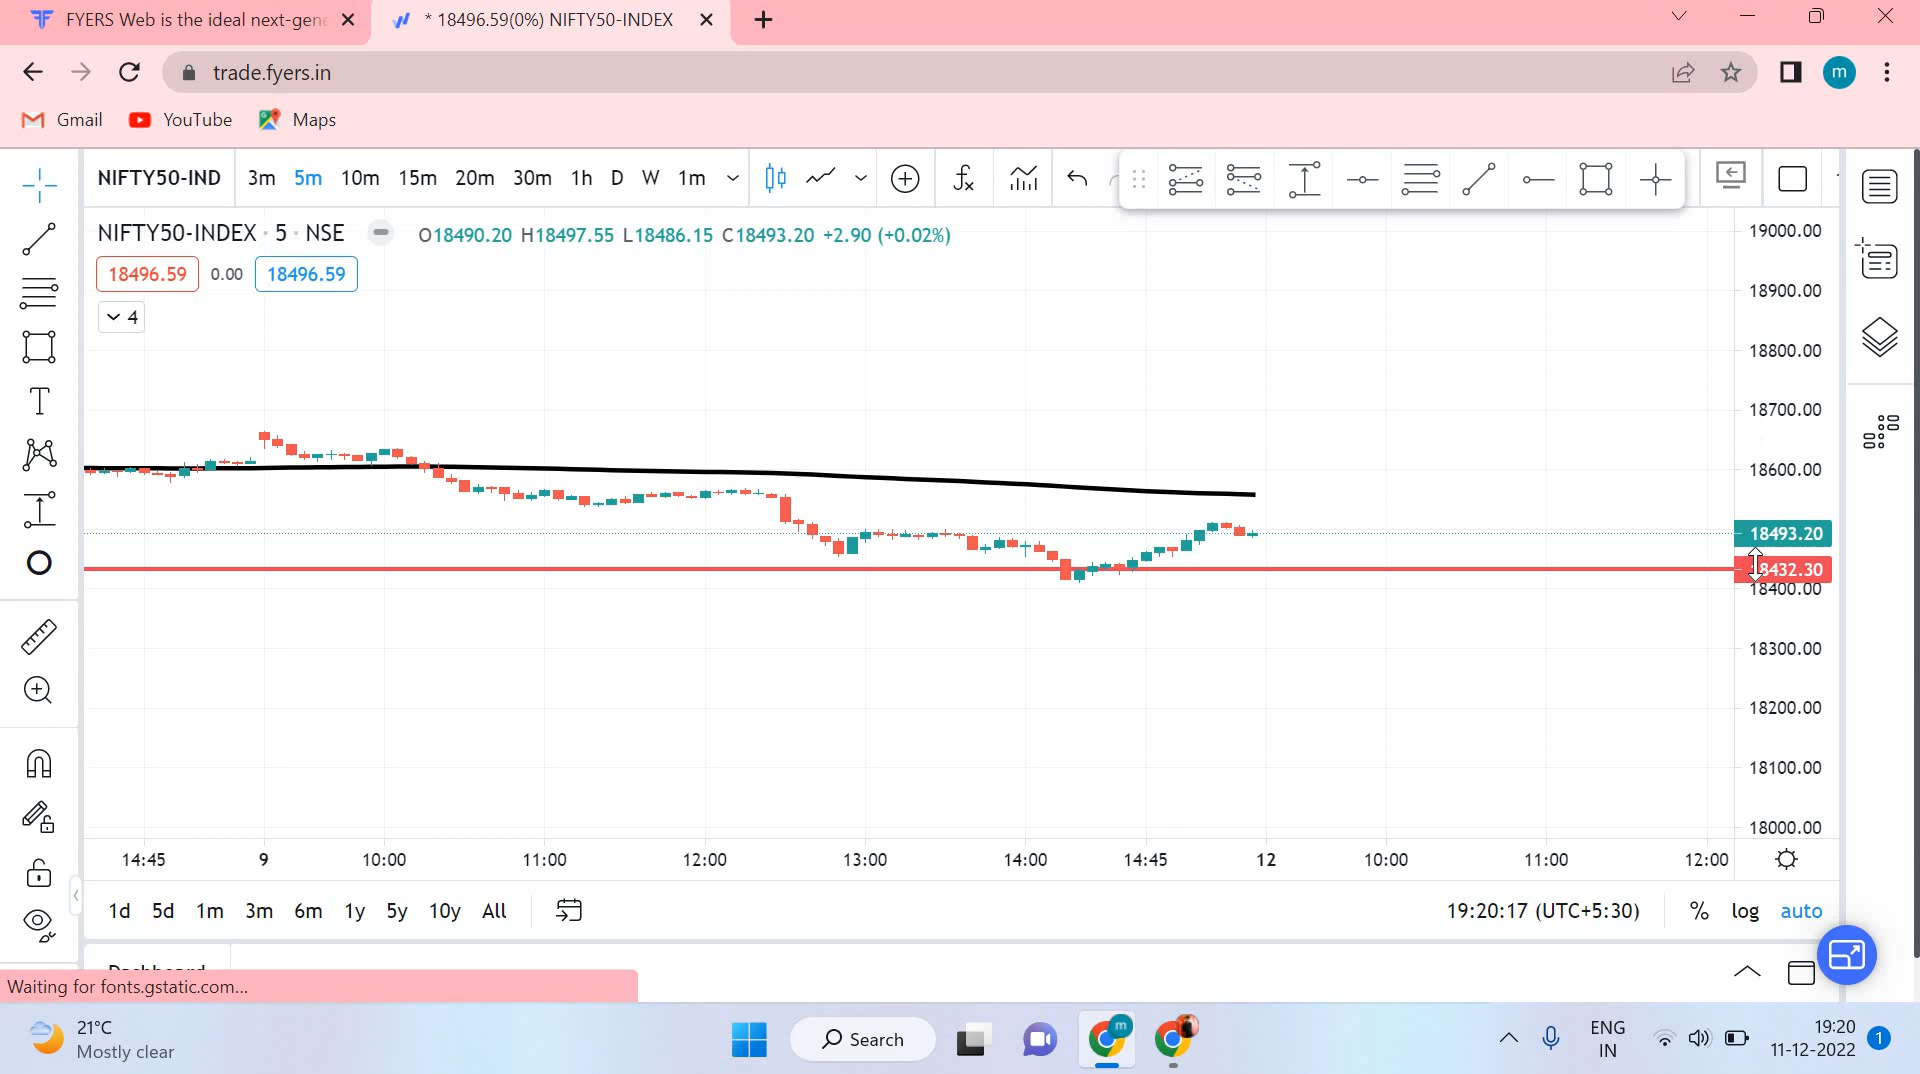 FYERS Web is the ideal next-gen
* 18496.59(0%) NIFTY50-INDEX
trade.fyers.in
m
Gmail
YouTube
Maps
NIFTY50-IND
3m 5m 10m 15m 20m 30m 1h D W 1m
NIFTY50-INDEX · 5 · NSE
O18490.20 H18497.55 L18486.15 C18493.20 +2.90 (+0.02%)
18496.59 0.00 18496.59
4
19000.00
18900.00
18800.00
18700.00
18600.00
18493.20
18432.30
18400.00
18300.00
18200.00
18100.00
18000.00
14:45 9 10:00 11:00 12:00 13:00 14:00 14:45 12 10:00 11:00 12:00
1d 5d 1m 3m 6m 1y 5y 10y All
19:20:17 (UTC+5:30) % log auto
Dashboard
Waiting for fonts.gstatic.com...
21°C
Mostly clear
Search
m
ENG
IN
19:20
11-12-2022
1